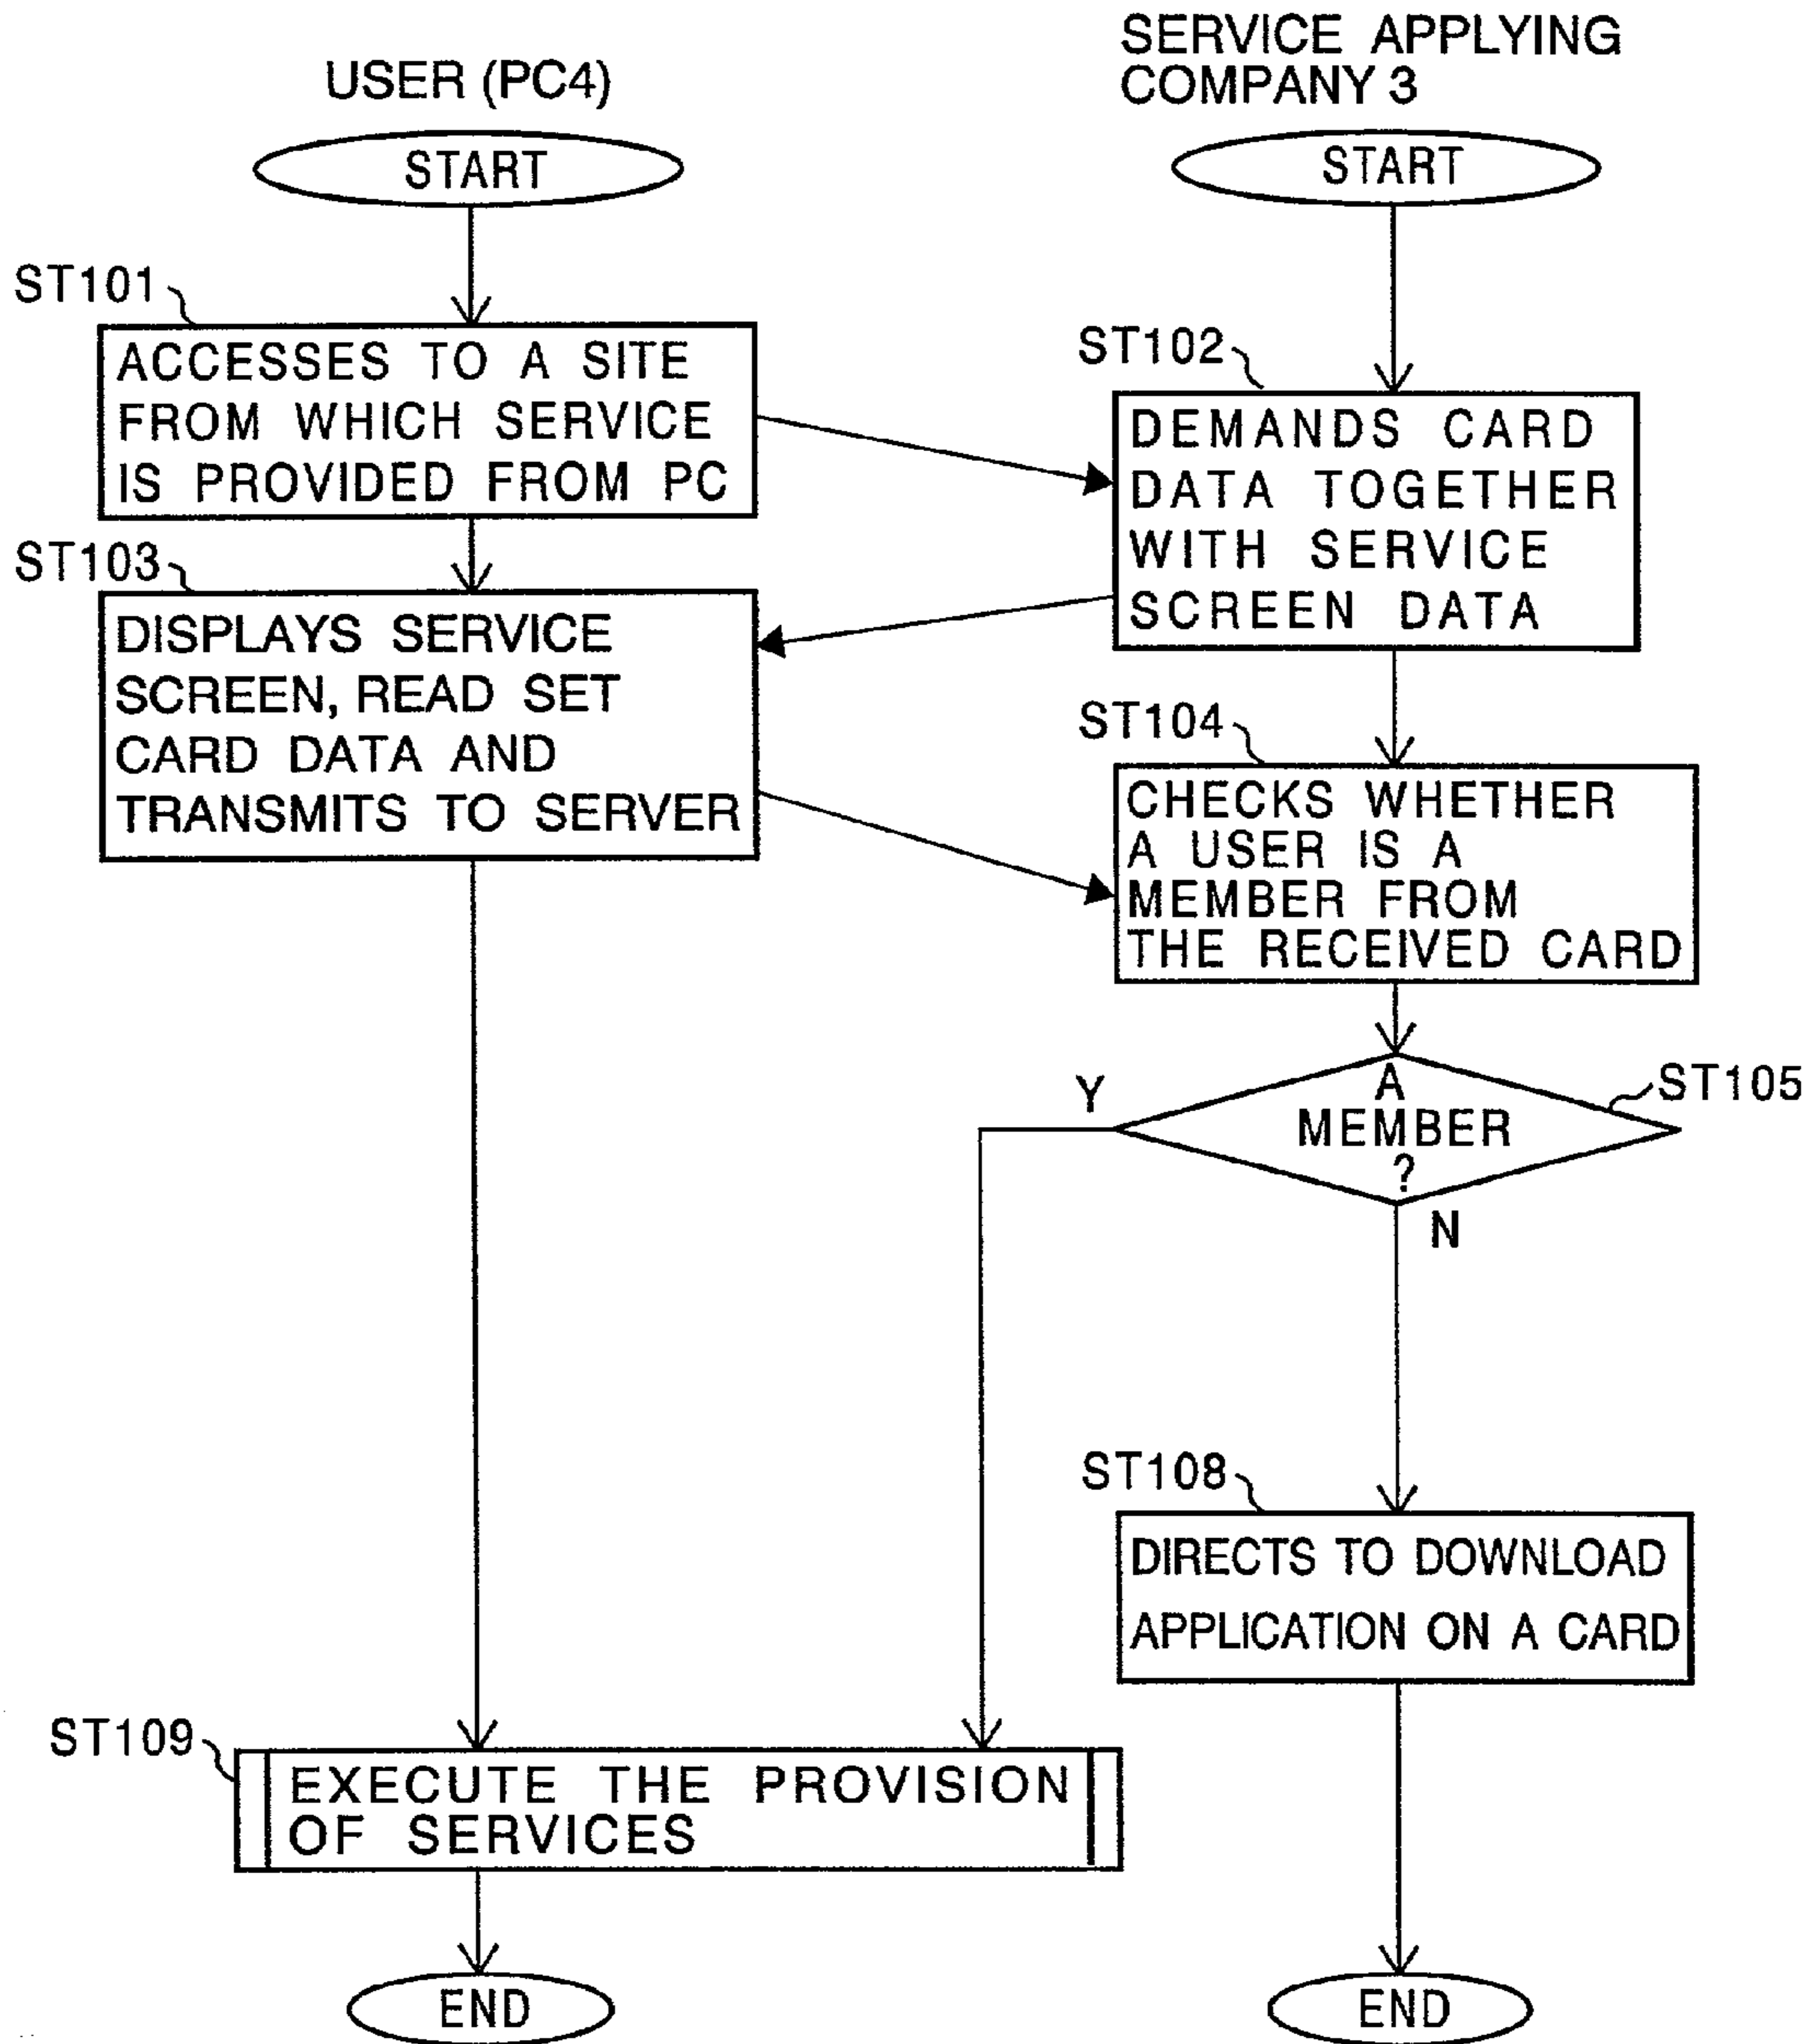 USER (PC4)
SERVICE APPLYING
COMPANY 3
START
START
ST101
ACCESSES TO A SITE
FROM WHICH SERVICE
IS PROVIDED FROM PC
ST102
DEMANDS CARD
DATA TOGETHER
WITH SERVICE
SCREEN DATA
ST103
DISPLAYS SERVICE
SCREEN, READ SET
CARD DATA AND
TRANSMITS TO SERVER
ST104
CHECKS WHETHER
A USER IS A
MEMBER FROM
THE RECEIVED CARD
ST105
A
MEMBER
?
Y
N
ST108
DIRECTS TO DOWNLOAD
APPLICATION ON A CARD
ST109
EXECUTE THE PROVISION
OF SERVICES
END
END